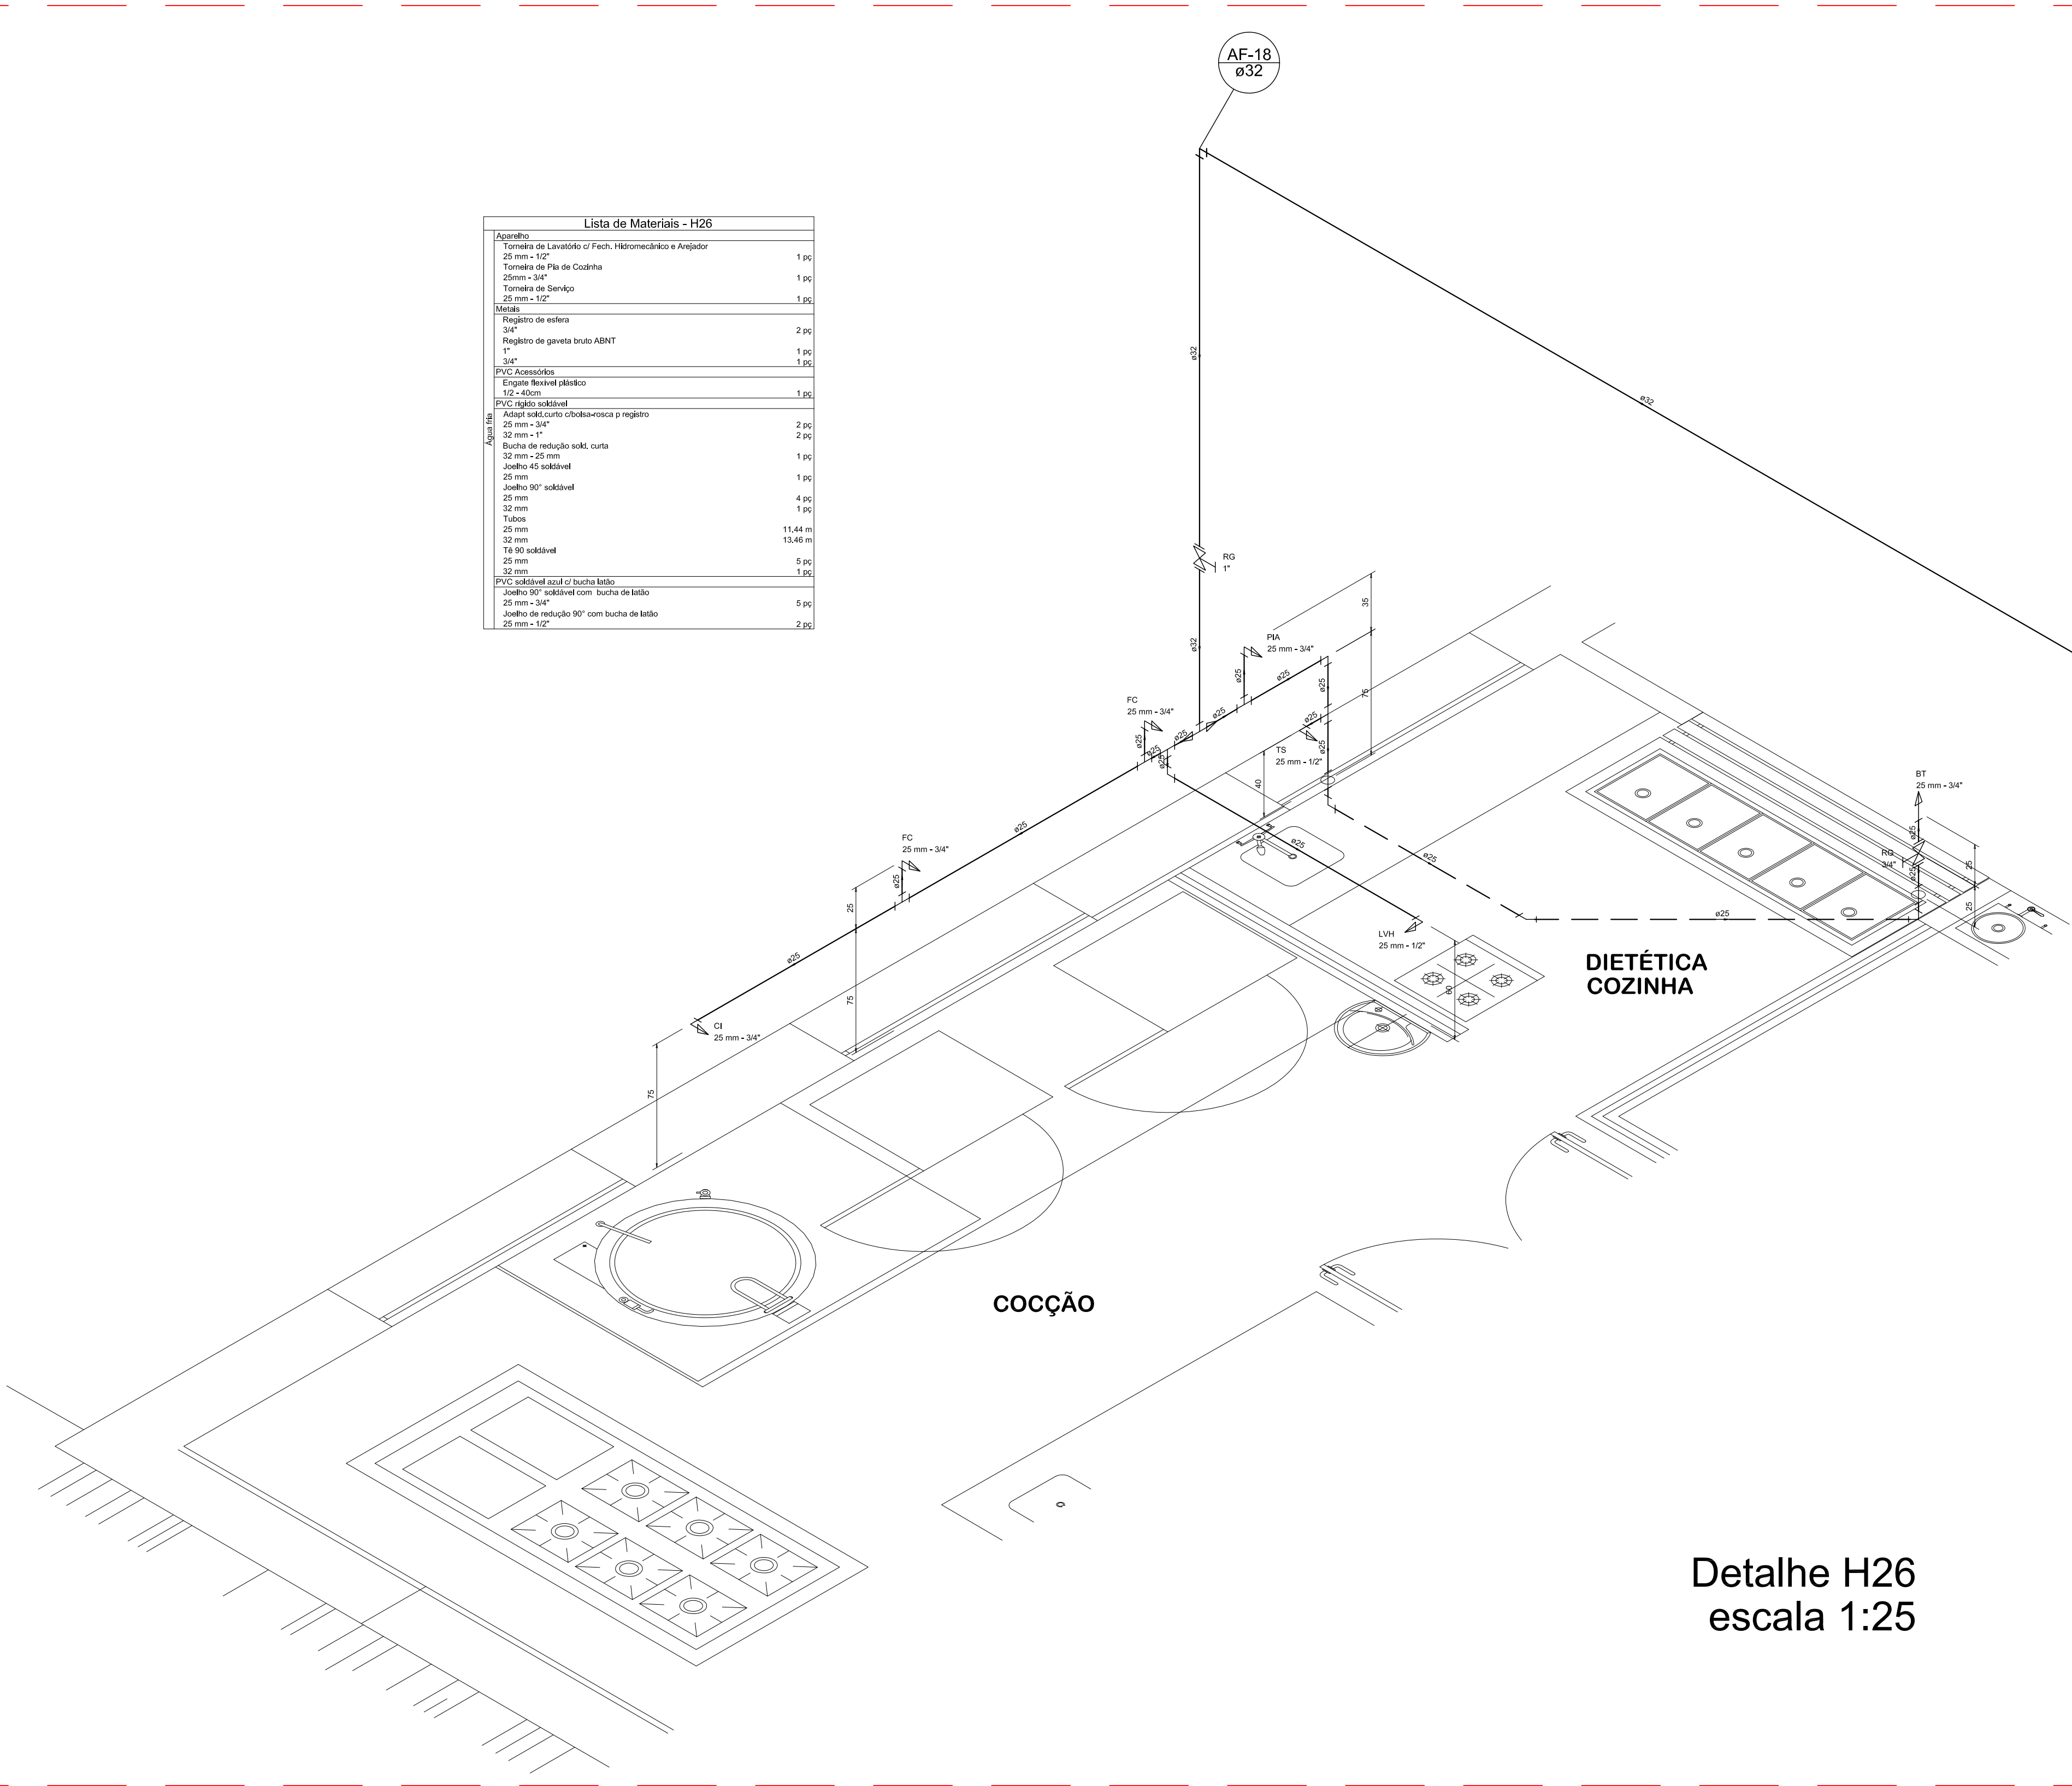 AF-18
ø32
Lista de Materiais - H26
Água fria
Aparelho
Torneira de Lavatório c/ Fech. Hidromecânico e Arejador
25 mm - 1/2" 1 pç
Torneira de Pia de Cozinha
25mm - 3/4" 1 pç
Torneira de Serviço
25 mm - 1/2" 1 pç
Metais
Registro de esfera
3/4" 2 pç
Registro de gaveta bruto ABNT
1" 1 pç
3/4" 1 pç
PVC Acessórios
Engate flexível plástico
1/2 - 40cm 1 pç
PVC rígido soldável
Adapt sold.curto c/bolsa-rosca p registro
25 mm - 3/4" 2 pç
32 mm - 1" 2 pç
Bucha de redução sold. curta
32 mm - 25 mm 1 pç
Joelho 45 soldável
25 mm 1 pç
Joelho 90° soldável
25 mm 4 pç
32 mm 1 pç
Tubos
25 mm 11,44 m
32 mm 13,46 m
Tê 90 soldável
25 mm 5 pç
32 mm 1 pç
PVC soldável azul c/ bucha latão
Joelho 90° soldável com bucha de latão
25 mm - 3/4" 5 pç
Joelho de redução 90° com bucha de latão
25 mm - 1/2" 2 pç
ø32
ø32
RG
1"
ø32
35
75
PIA
25 mm - 3/4"
ø25
ø25
ø25
FC
25 mm - 3/4"
ø25
ø25
ø25
ø25
ø25
ø25
ø25
TS
25 mm - 1/2"
40
BT
25 mm - 3/4"
ø25
RG
3/4"
ø25
25
25
FC
25 mm - 3/4"
ø25
ø25
ø25
ø25
ø25
25
75
LVH
25 mm - 1/2"
60
DIETÉTICA
COZINHA
ø25
CI
25 mm - 3/4"
75
COCÇÃO
Detalhe H26
escala 1:25